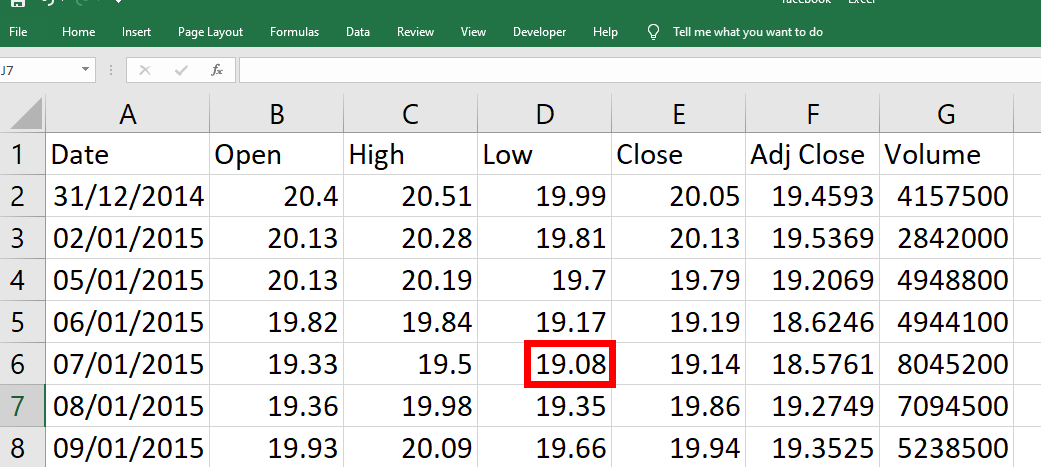 facebook - Excel
File Home Insert Page Layout Formulas Data Review View Developer Help Tell me what you want to do
J7 fx
A B C D E F G
1 Date Open High Low Close Adj Close Volume
2 31/12/2014 20.4 20.51 19.99 20.05 19.4593 4157500
3 02/01/2015 20.13 20.28 19.81 20.13 19.5369 2842000
4 05/01/2015 20.13 20.19 19.7 19.79 19.2069 4948800
5 06/01/2015 19.82 19.84 19.17 19.19 18.6246 4944100
6 07/01/2015 19.33 19.5 19.08 19.14 18.5761 8045200
7 08/01/2015 19.36 19.98 19.35 19.86 19.2749 7094500
8 09/01/2015 19.93 20.09 19.66 19.94 19.3525 5238500